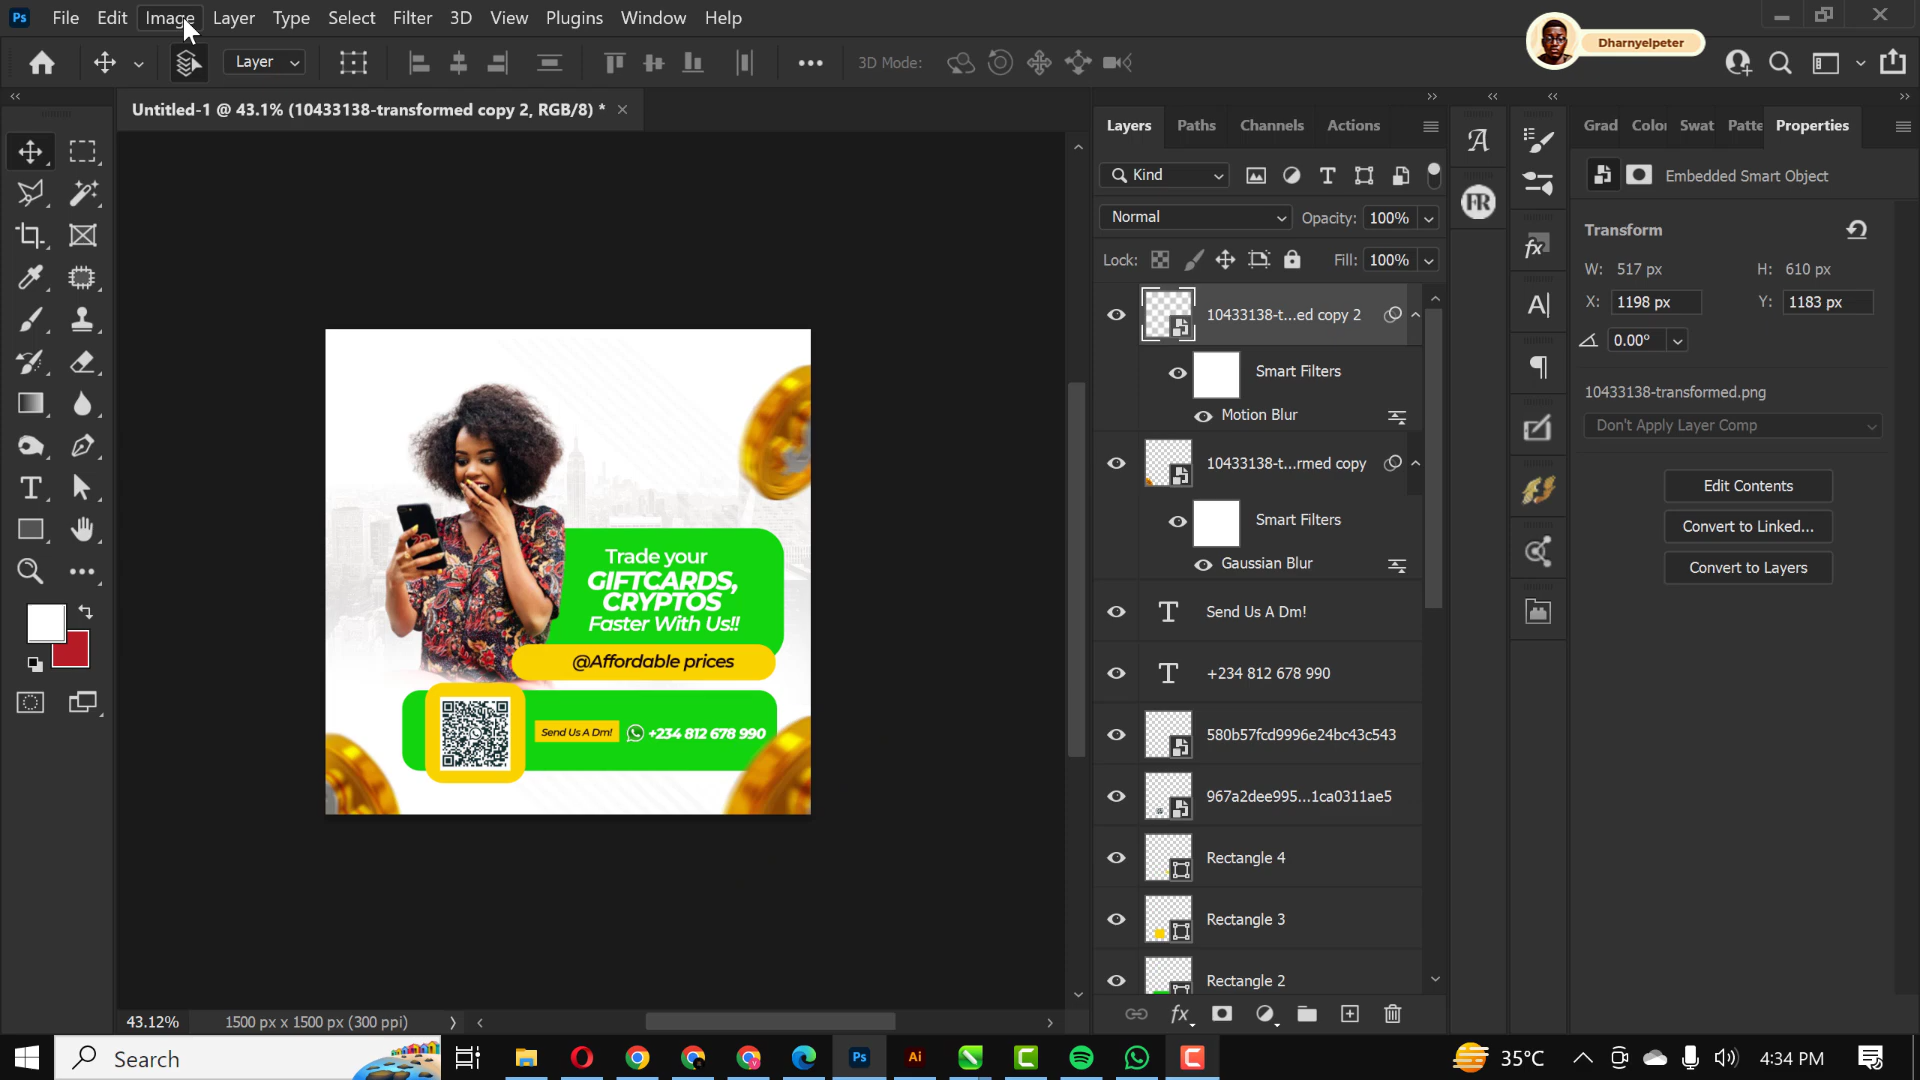 Ps File Edit Image Layer Type Select Filter 3D View Plugins Window Help
Dharnyelpeter
Layer
3D Mode:
Untitled-1 @ 43.1% (10433138-transformed copy 2, RGB/8) *
Trade your
GIFTCARDS,
CRYPTOS
Faster With Us!!
@Affordable prices
Send Us A Dm!
+234 812 678 990
43.12%
1500 px x 1500 px (300 ppi)
Layers Paths Channels Actions
Kind
Normal
Opacity: 100%
Lock:
Fill: 100%
10433138-t...ed copy 2
Smart Filters
Motion Blur
10433138-t...rmed copy
Smart Filters
Gaussian Blur
Send Us A Dm!
+234 812 678 990
580b57fcd9996e24bc43c543
967a2dee995...1ca0311ae5
Rectangle 4
Rectangle 3
Rectangle 2
fx
A
FR
fx
A
Grad Color Swat Patte Properties
Embedded Smart Object
Transform
W: 517 px H: 610 px
X: 1198 px Y: 1183 px
0.00°
10433138-transformed.png
Don't Apply Layer Comp
Edit Contents
Convert to Linked...
Convert to Layers
Search
Ps
Ai
35°C
4:34 PM